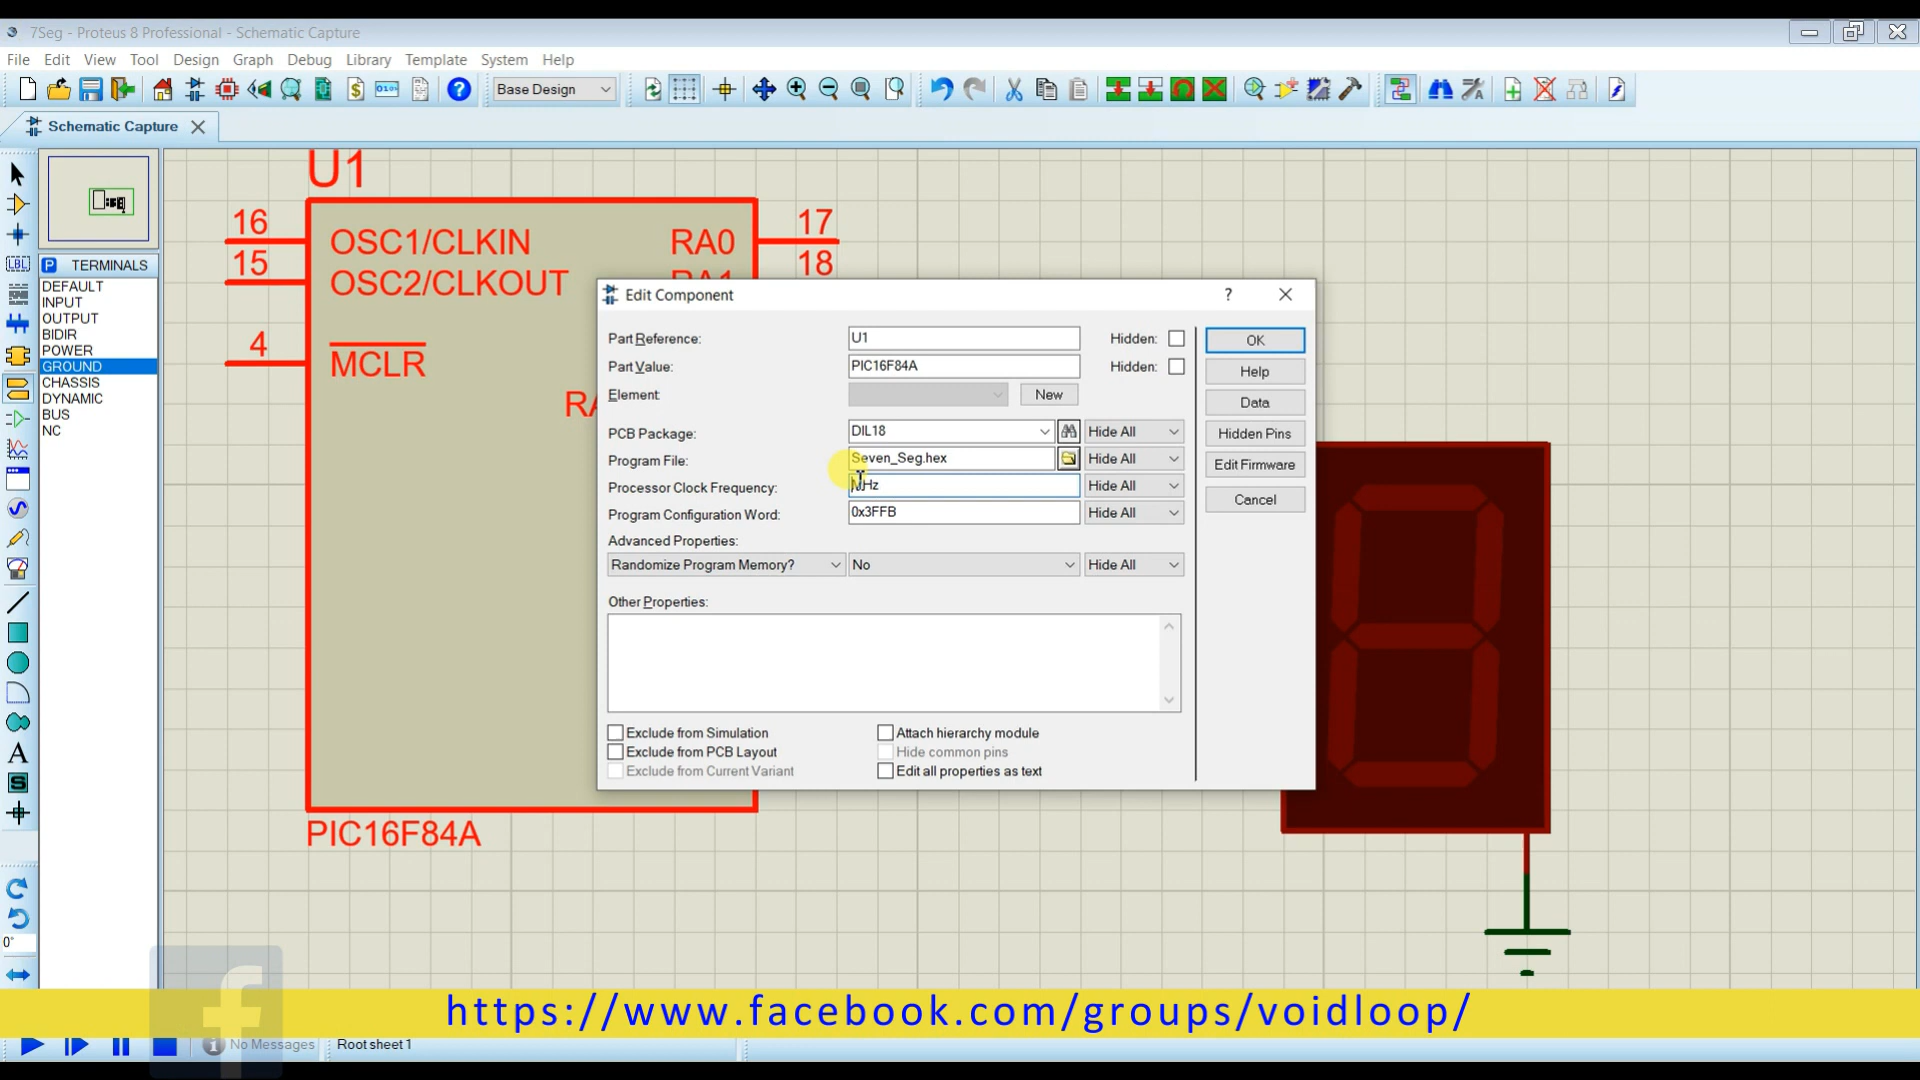 7Seg - Proteus 8 Professional - Schematic Capture
File Edit View Tool Design Graph Debug Library Template System Help
Base Design
Schematic Capture
TERMINALS
DEFAULT
INPUT
OUTPUT
BIDIR
POWER
GROUND
CHASSIS
DYNAMIC
BUS
NC
U1
16 OSC1/CLKIN RA0 17
15 OSC2/CLKOUT RA1 18
4 MCLR
PIC16F84A
Edit Component
Part Reference: U1 Hidden:
Part Value: PIC16F84A Hidden:
Element: New
PCB Package: DIL18 Hide All
Program File: Seven_Seg.hex Hide All
Processor Clock Frequency: MHz Hide All
Program Configuration Word: 0x3FFB Hide All
Advanced Properties:
Randomize Program Memory? No Hide All
Other Properties:
Exclude from Simulation Attach hierarchy module
Exclude from PCB Layout Hide common pins
Exclude from Current Variant Edit all properties as text
OK
Help
Data
Hidden Pins
Edit Firmware
Cancel
0°
https://www.facebook.com/groups/voidloop/
No Messages Root sheet 1